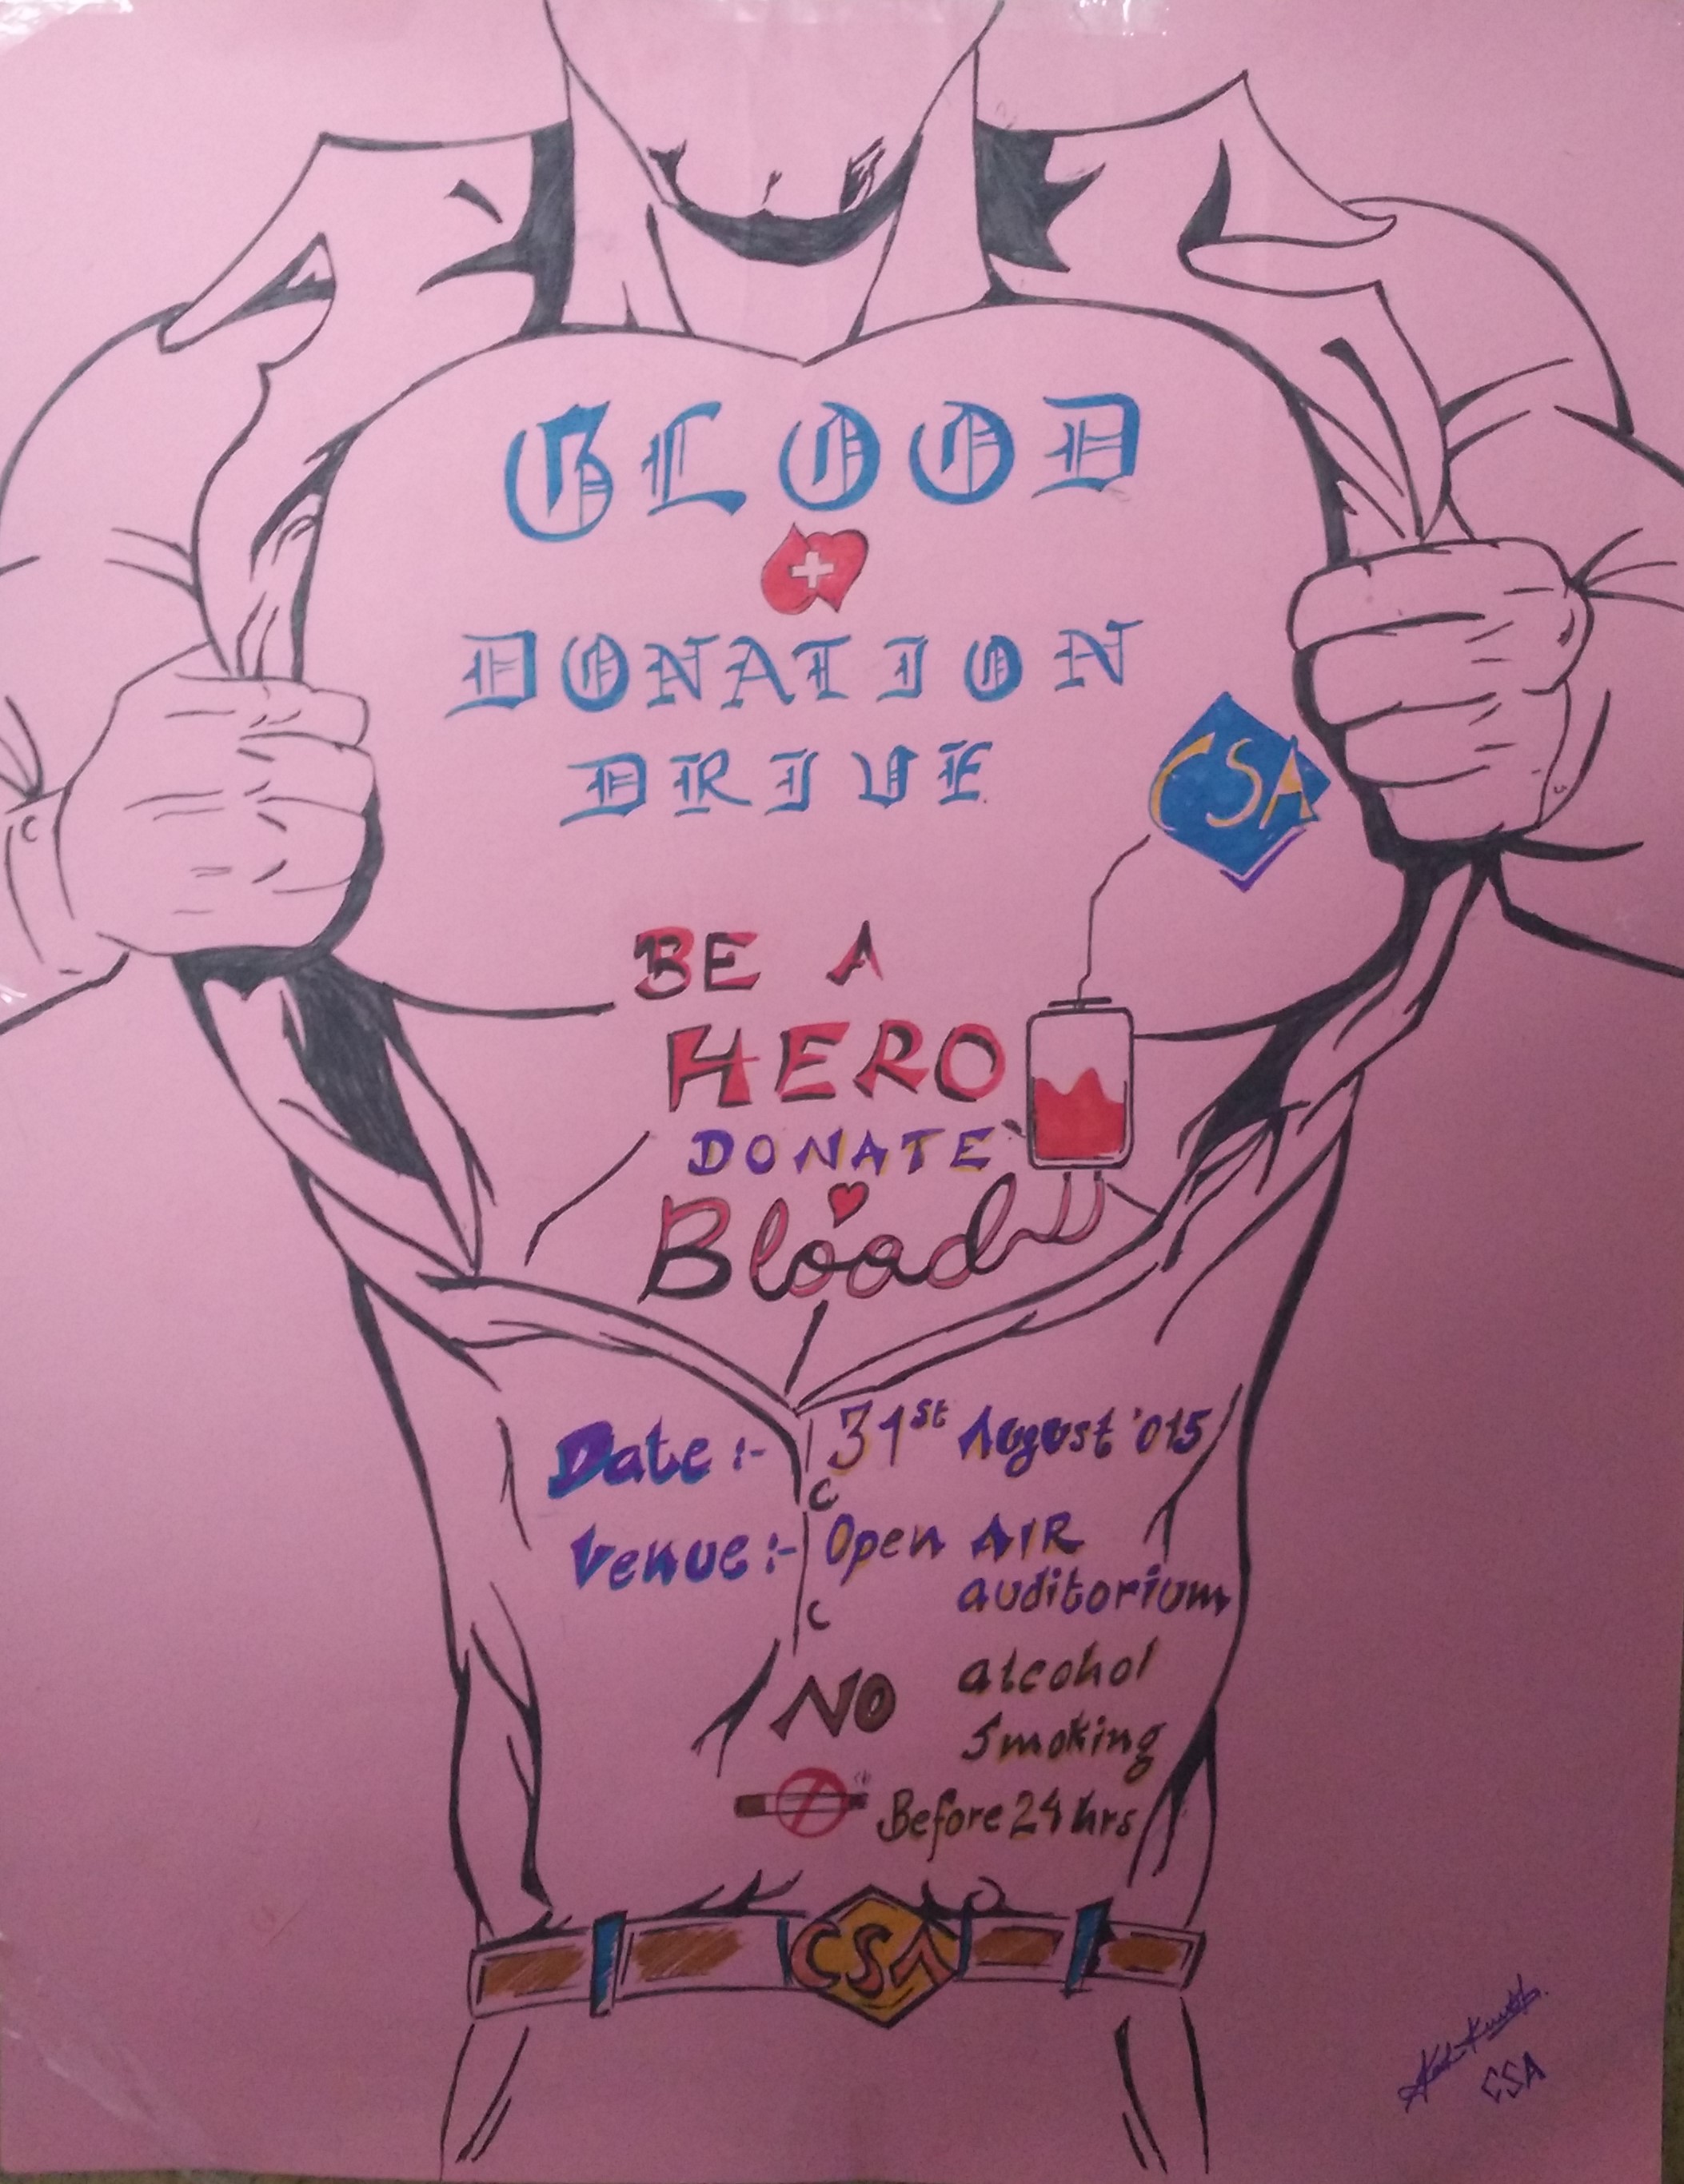 BLOOD
DONATION
DRIVE
CSA
BE A
HERO
DONATE
Blood
Date :- 31st August '015
Venue :- Open AIR
auditorium
NO alcohol
Smoking
Before 24 hrs
CSA
CSA